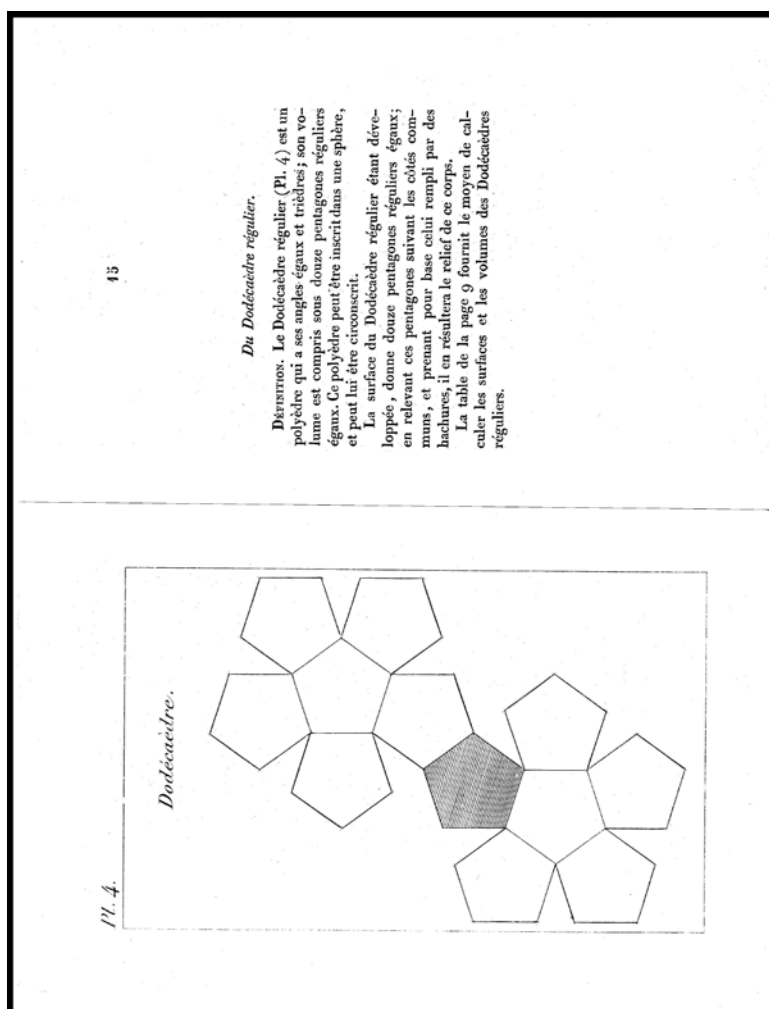 15
Du Dodécaèdre régulier.
DÉFINITION. Le Dodécaèdre régulier (Pl. 4) est un
polyèdre qui a ses angles égaux et trièdres; son vo-
lume est compris sous douze pentagones réguliers
égaux. Ce polyèdre peut être inscrit dans une sphère,
et peut lui être circonscrit.
La surface du Dodécaèdre régulier étant déve-
loppée, donne douze pentagones réguliers égaux;
en relevant ces pentagones suivant les côtés com-
muns, et prenant pour base celui rempli par des
hachures, il en résultera le relief de ce corps.
La table de la page 9 fournit le moyen de cal-
culer les surfaces et les volumes des Dodécaèdres
réguliers.
Pl. 4.
Dodécaèdre.